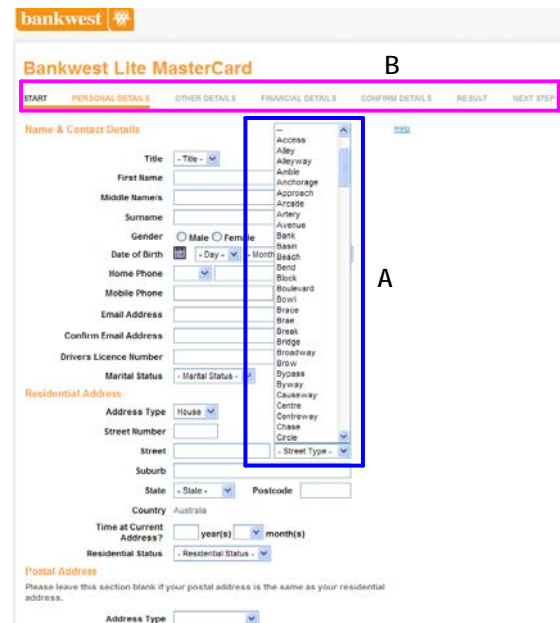 bankwest
Bankwest Lite MasterCard
B
START PERSONAL DETAILS OTHER DETAILS FINANCIAL DETAILS CONFIRM DETAILS RESULT NEXT STEP
Name & Contact Details
Help
Title - Title -
First Name
Middle Name/s
Surname
Gender Male Female
Date of Birth - Day - - Month
Home Phone
Mobile Phone
Email Address
Confirm Email Address
Drivers Licence Number
Marital Status - Marital Status -
--
Access
Alley
Alleyway
Amble
Anchorage
Approach
Arcade
Artery
Avenue
Bank
Basin
Beach
Bend
Block
Boulevard
Bowl
Brace
Brae
Break
Bridge
Broadway
Brow
Bypass
Byway
Causeway
Centre
Centreway
Chase
Circle
A
Residential Address
Address Type House
Street Number
Street - Street Type -
Suburb
State - State - Postcode
Country Australia
Time at Current
Address? year(s) month(s)
Residential Status - Residential Status -
Postal Address
Please leave this section blank if your postal address is the same as your residential
address.
Address Type